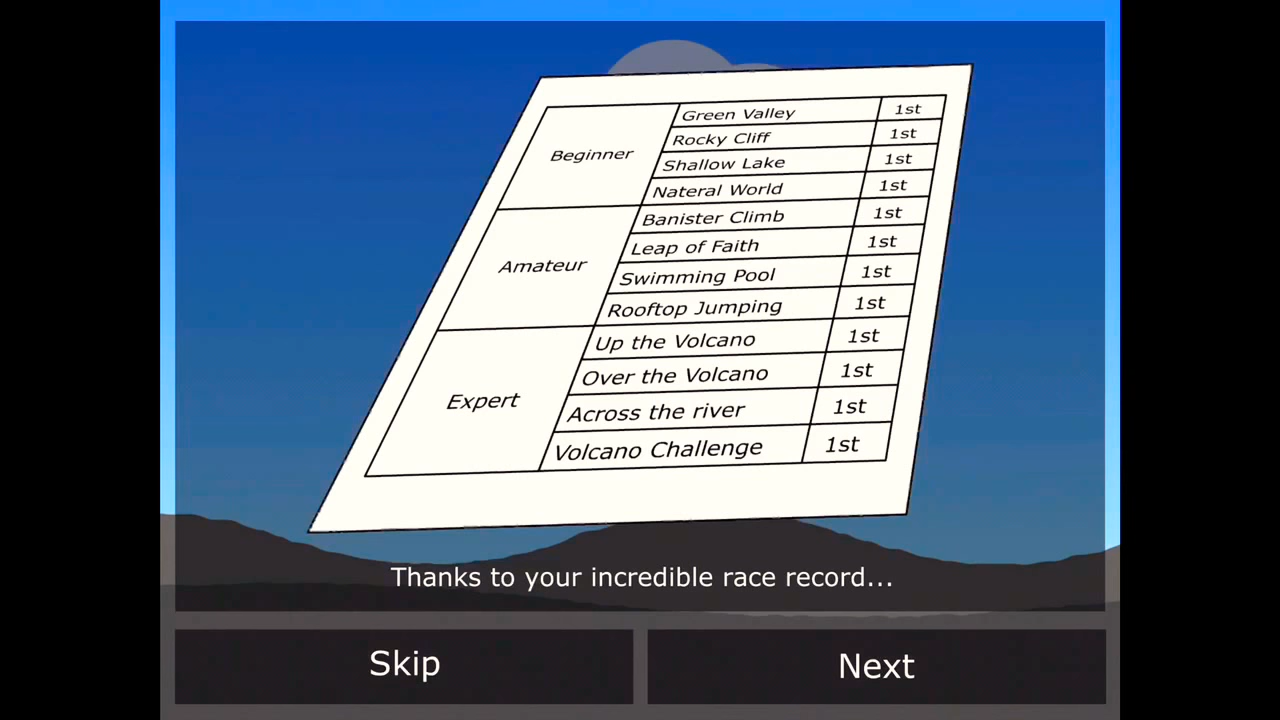 Beginner
Green Valley 1st
Rocky Cliff 1st
Shallow Lake 1st
Nateral World 1st
Amateur
Banister Climb 1st
Leap of Faith 1st
Swimming Pool 1st
Rooftop Jumping 1st
Expert
Up the Volcano 1st
Over the Volcano 1st
Across the river 1st
Volcano Challenge 1st
Thanks to your incredible race record...
Skip
Next